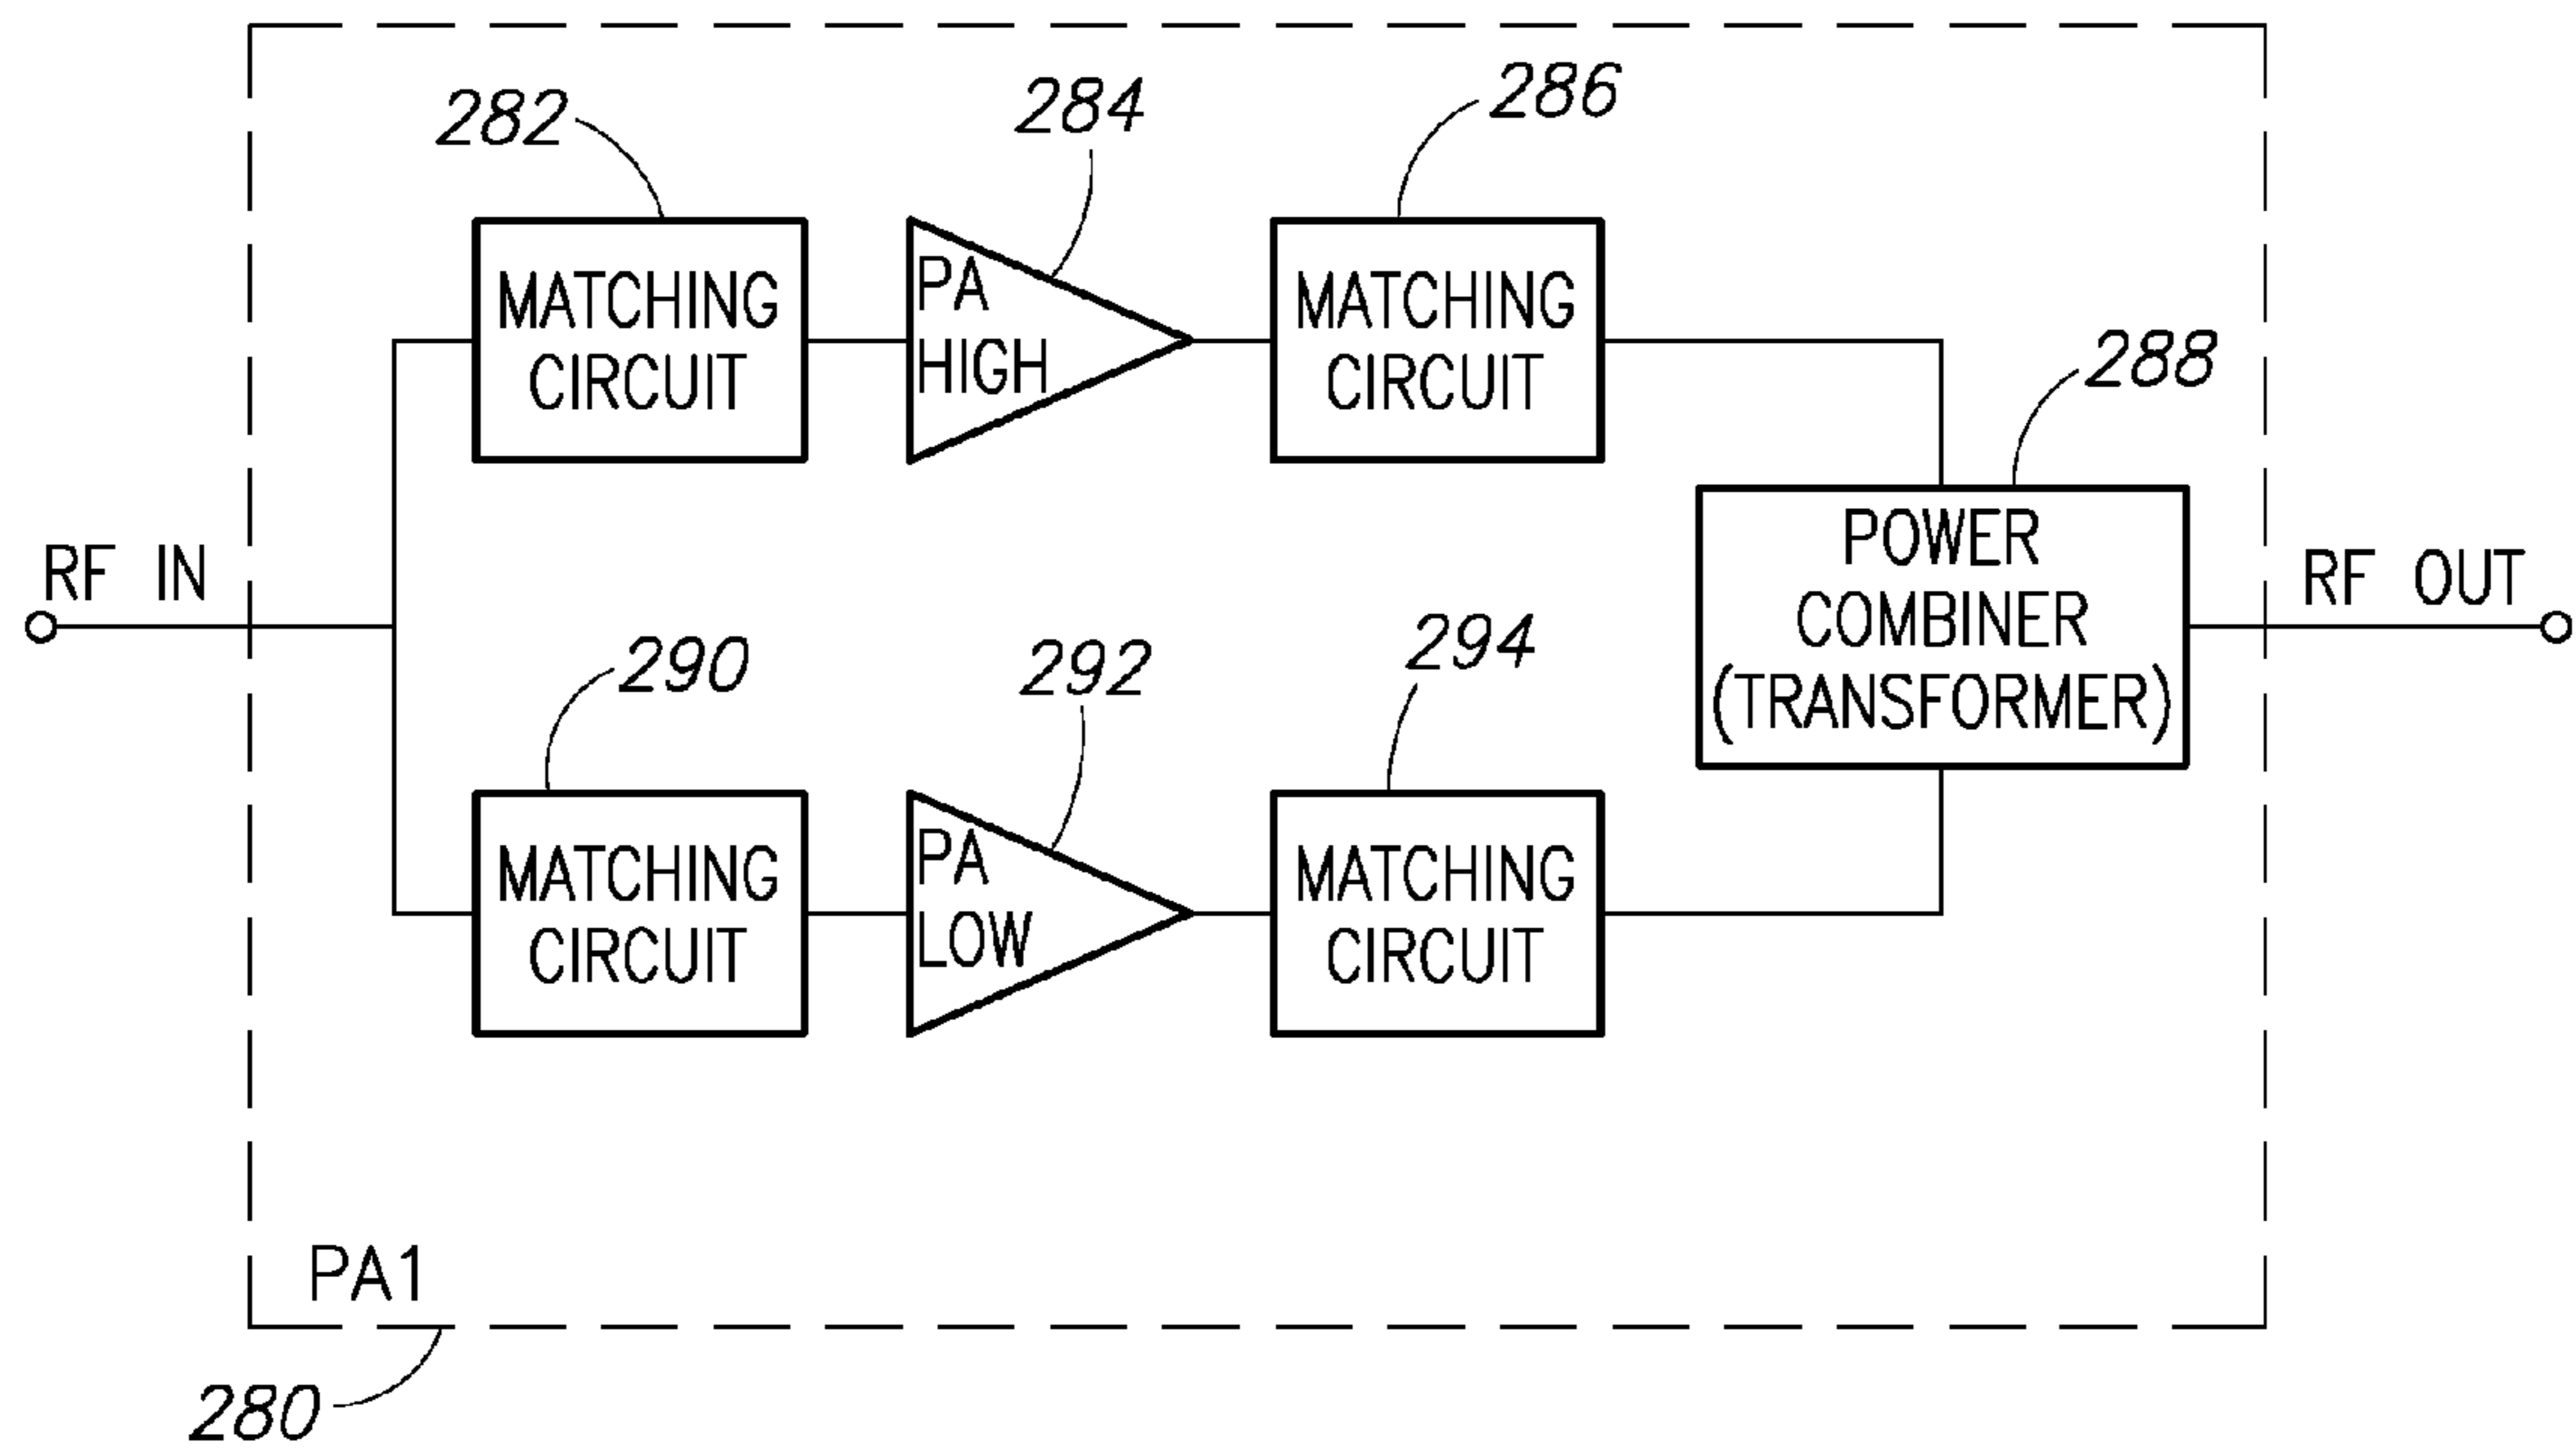 282
284
286
MATCHING
CIRCUIT
PA
HIGH
MATCHING
CIRCUIT
288
RF IN
POWER
COMBINER
(TRANSFORMER)
RF OUT
290
292
294
MATCHING
CIRCUIT
PA
LOW
MATCHING
CIRCUIT
PA1
280